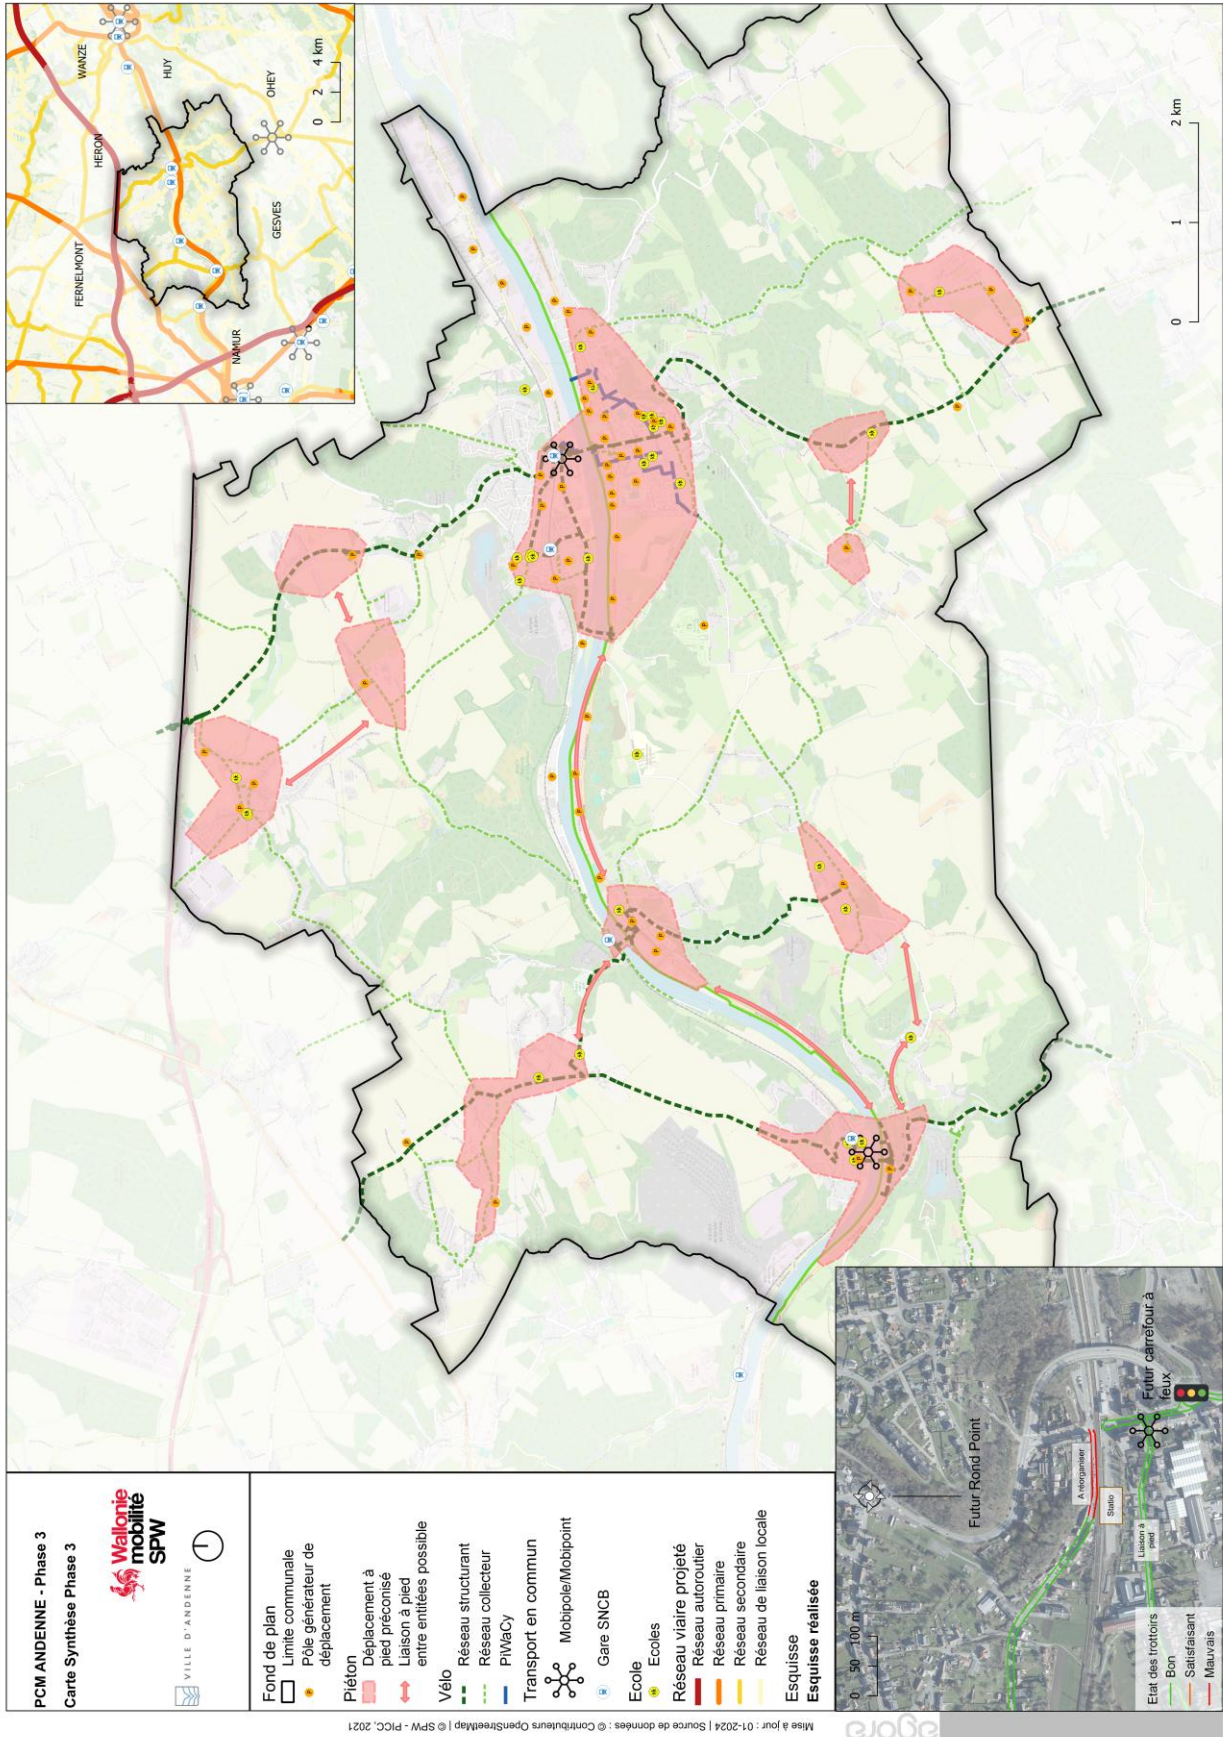 PCM ANDENNE - Phase 3
Carte Synthèse Phase 3
VILLE D'ANDENNE
Wallonie
mobilité
SPW
Fond de plan
Limite communale
Pôle générateur de
déplacement
Piéton
Déplacement à
pied préconisé
Liaison à pied
entre entitées possible
Vélo
Réseau structurant
Réseau collecteur
PiWaCy
Transport en commun
Mobipole/Mobipoint
Gare SNCB
Ecole
Ecoles
Réseau viaire projeté
Réseau autoroutier
Réseau primaire
Réseau secondaire
Réseau de liaison locale
Esquisse
Esquisse réalisée
WANZE
HUY
HERON
OHEY
FERNELMONT
GESVES
NAMUR
0 2 4 km
0 1 2 km
Futur Rond Point
Futur carrefour à
feux
A réorganiser
Statio
Liaison à
pied
0 50 100 m
Etat des trottoirs
Bon
Satisfaisant
Mauvais
Mise à jour : 01-2024 | Source de données : © Contributeurs OpenStreetMap | © SPW - PICC, 2021
agora